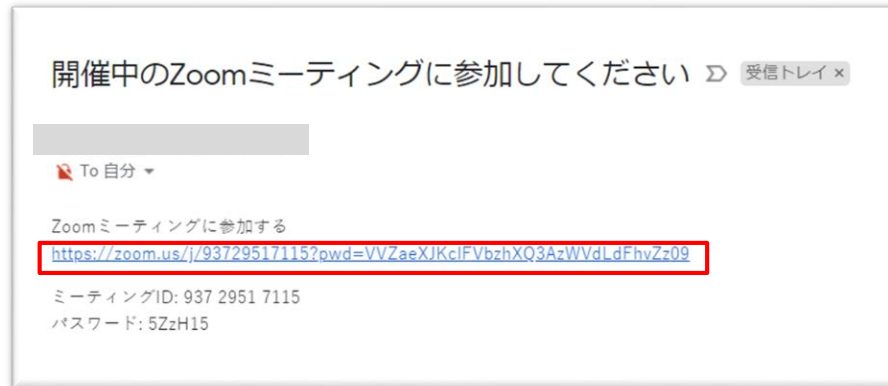 開催中のZoomミーティングに参加してください 受信トレイ ×
To 自分
Zoomミーティングに参加する
https://zoom.us/j/93729517115?pwd=VVZaeXJKclFVbzhXQ3AzWVdLdFhvZz09
ミーティングID: 937 2951 7115
パスワード: 5ZzH15